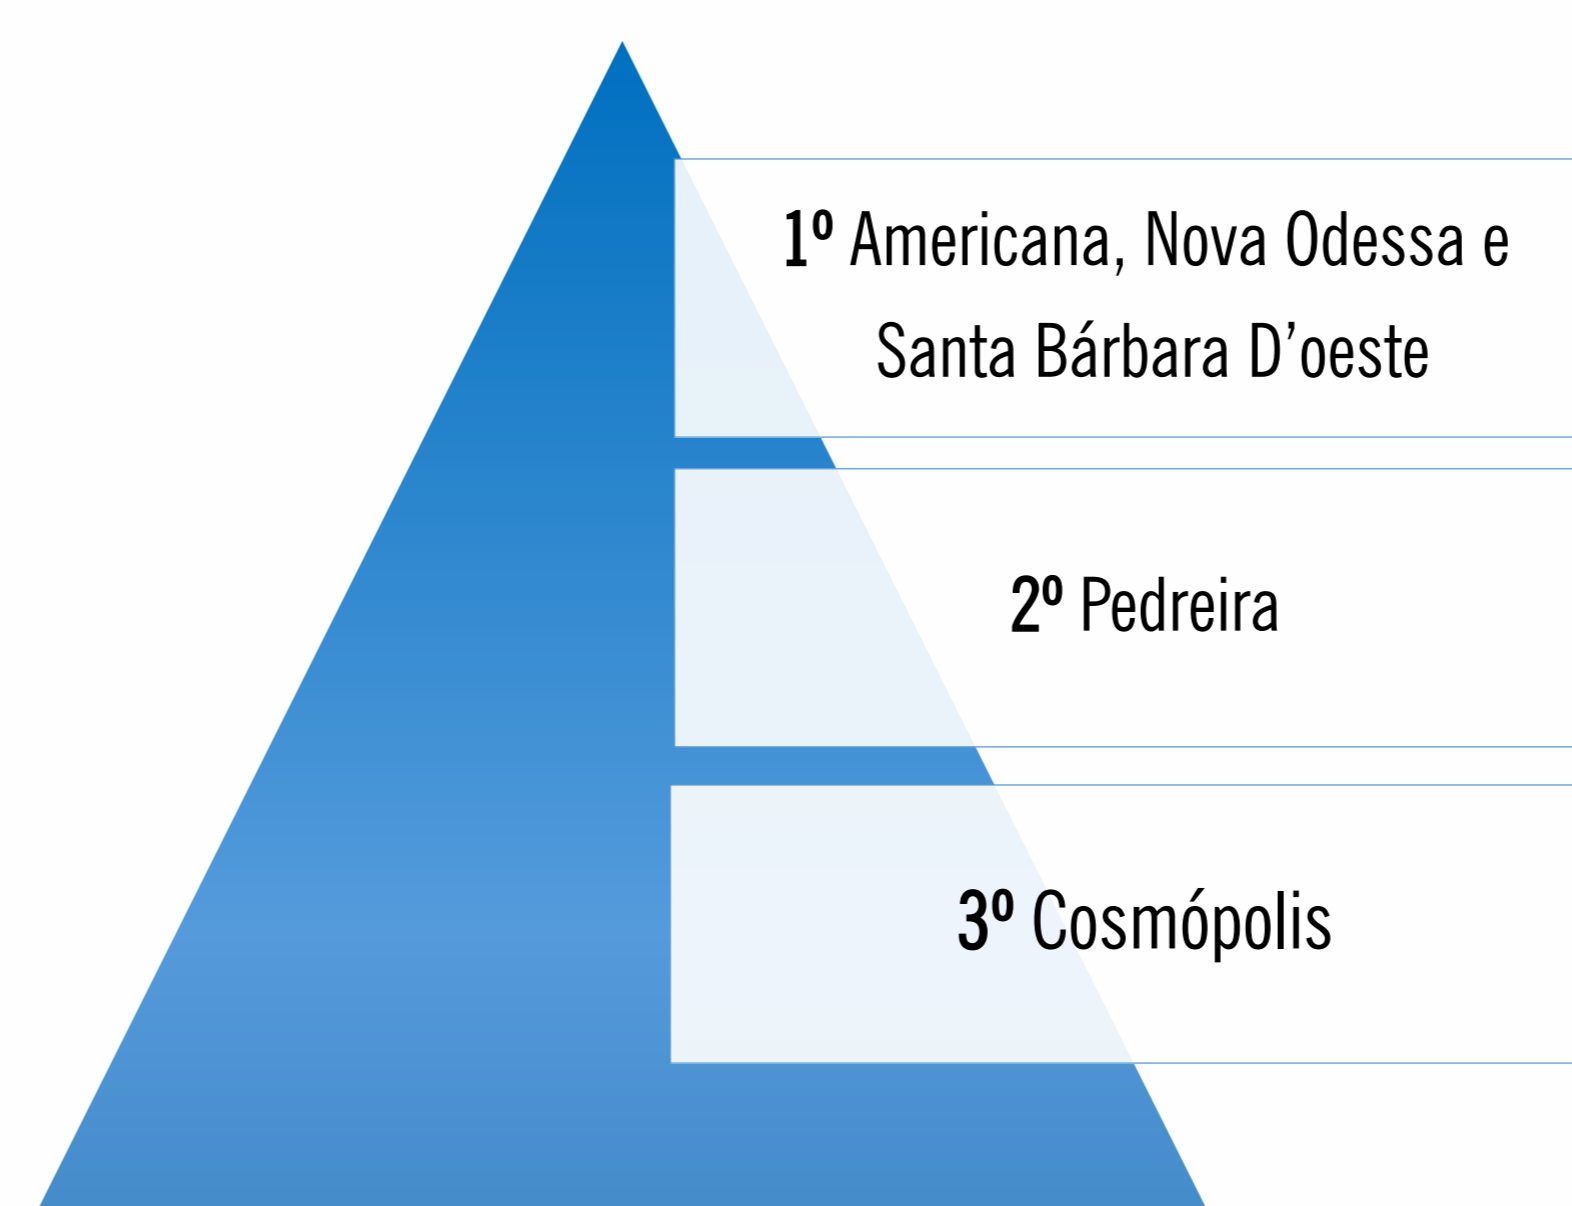 1º Americana, Nova Odessa e
Santa Bárbara D’oeste
2º Pedreira
3º Cosmópolis